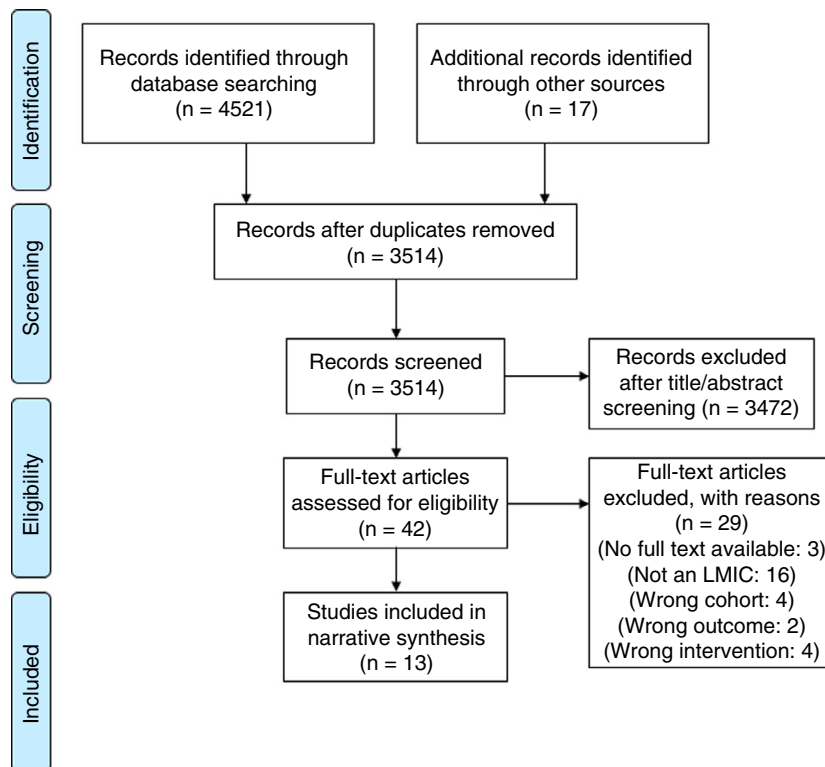 Identification
Records identified through
database searching
(n = 4521)
Additional records identified
through other sources
(n = 17)
Screening
Records after duplicates removed
(n = 3514)
Records screened
(n = 3514)
Records excluded
after title/abstract
screening (n = 3472)
Eligibility
Full-text articles
assessed for eligibility
(n = 42)
Full-text articles
excluded, with reasons
(n = 29)
(No full text available: 3)
(Not an LMIC: 16)
(Wrong cohort: 4)
(Wrong outcome: 2)
(Wrong intervention: 4)
Included
Studies included in
narrative synthesis
(n = 13)